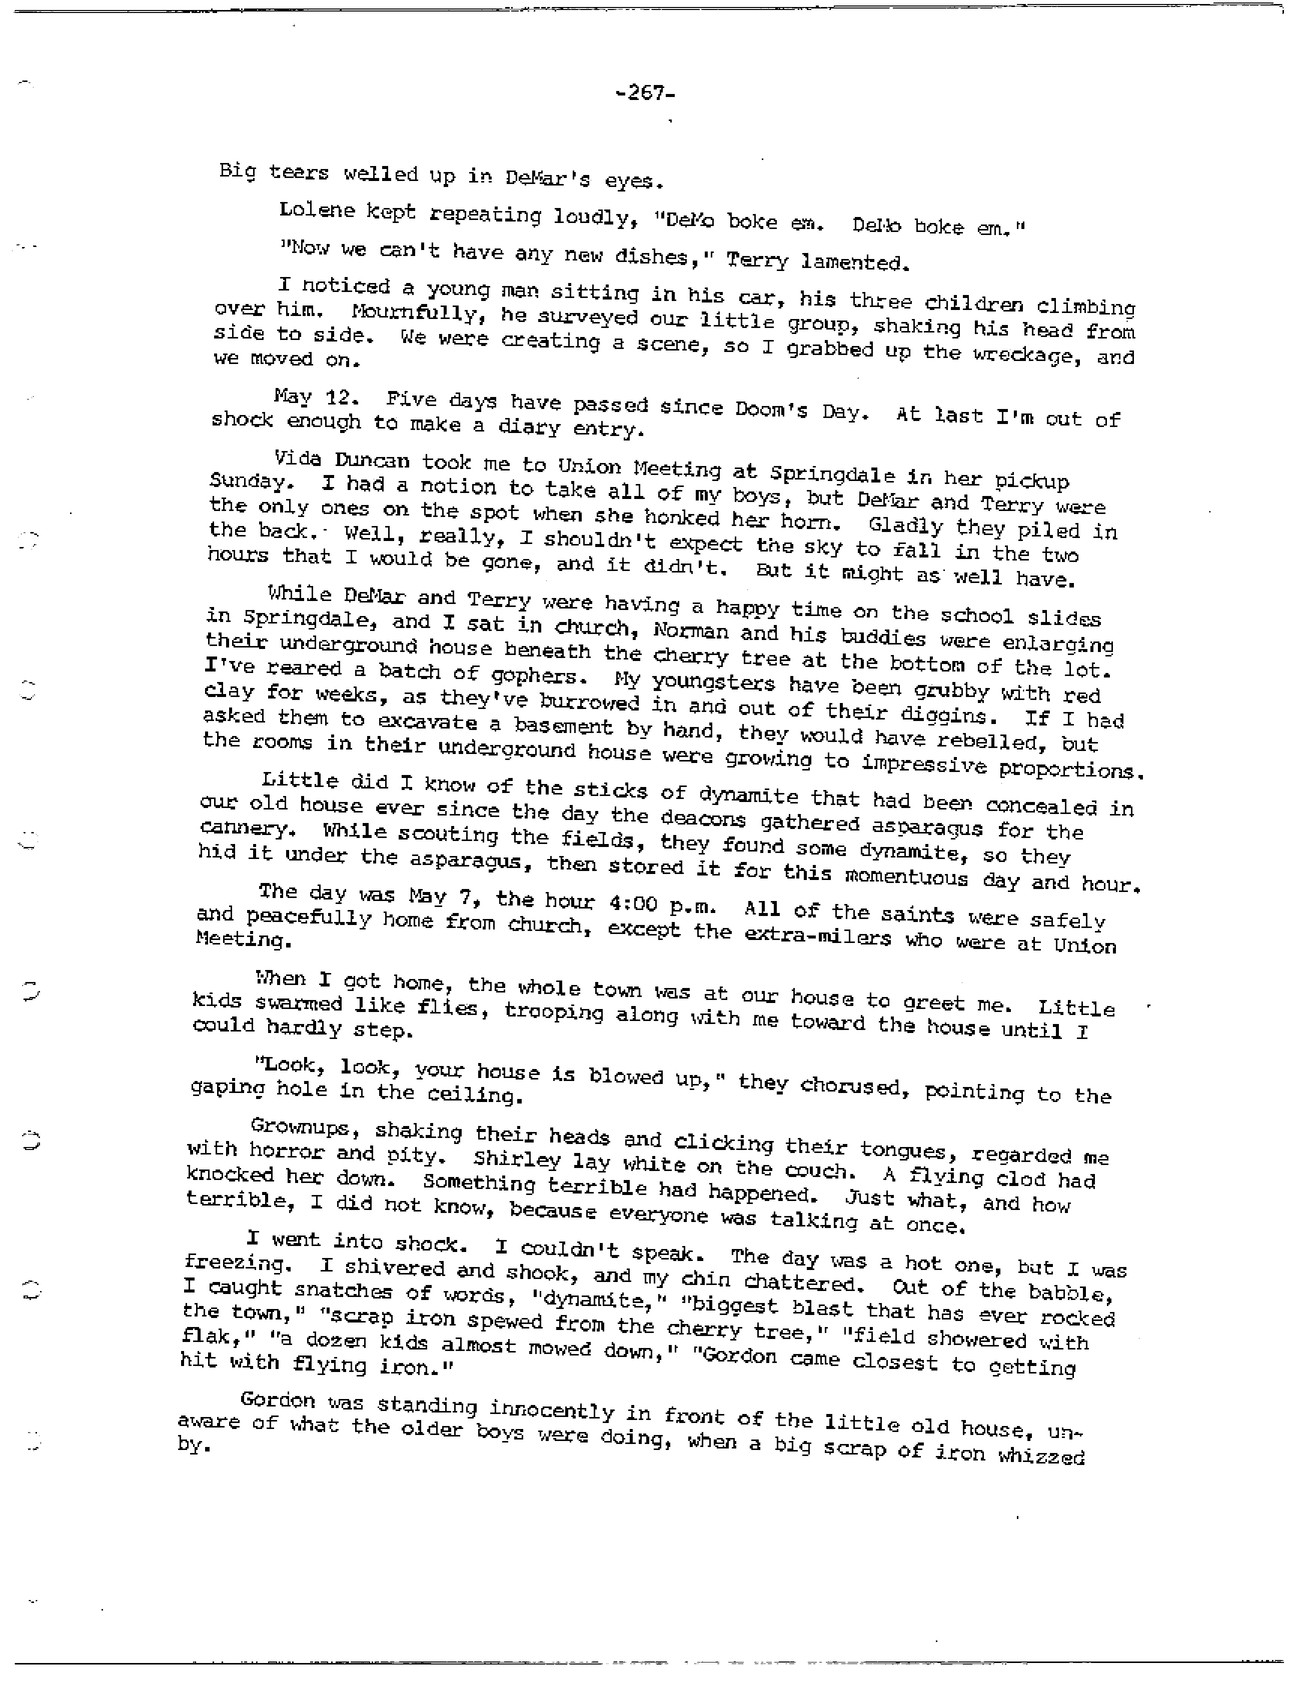 -267-
Big tears welled up in DeMar's eyes.
Lolene kept repeating loudly, "DeMo boke em. DeMo boke em."
"Now we can't have any new dishes," Terry lamented.
I noticed a young man sitting in his car, his three children climbing
over him. Mournfully, he surveyed our little group, shaking his head from
side to side. We were creating a scene, so I grabbed up the wreckage, and
we moved on.
May 12. Five days have passed since Doom's Day. At last I'm out of
shock enough to make a diary entry.
Vida Duncan took me to Union Meeting at Springdale in her pickup
Sunday. I had a notion to take all of my boys, but DeMar and Terry were
the only ones on the spot when she honked her horn. Gladly they piled in
the back. Well, really, I shouldn't expect the sky to fall in the two
hours that I would be gone, and it didn't. But it might as well have.
While DeMar and Terry were having a happy time on the school slides
in Springdale, and I sat in church, Norman and his buddies were enlarging
their underground house beneath the cherry tree at the bottom of the lot.
I've reared a batch of gophers. My youngsters have been grubby with red
clay for weeks, as they've burrowed in and out of their diggins. If I had
asked them to excavate a basement by hand, they would have rebelled, but
the rooms in their underground house were growing to impressive proportions.
Little did I know of the sticks of dynamite that had been concealed in
our old house ever since the day the deacons gathered asparagus for the
cannery. While scouting the fields, they found some dynamite, so they
hid it under the asparagus, then stored it for this momentuous day and hour.
The day was May 7, the hour 4:00 p.m. All of the saints were safely
and peacefully home from church, except the extra-milers who were at Union
Meeting.
When I got home, the whole town was at our house to greet me. Little
kids swarmed like flies, trooping along with me toward the house until I
could hardly step.
"Look, look, your house is blowed up," they chorused, pointing to the
gaping hole in the ceiling.
Grownups, shaking their heads and clicking their tongues, regarded me
with horror and pity. Shirley lay white on the couch. A flying clod had
knocked her down. Something terrible had happened. Just what, and how
terrible, I did not know, because everyone was talking at once.
I went into shock. I couldn't speak. The day was a hot one, but I was
freezing. I shivered and shook, and my chin chattered. Out of the babble,
I caught snatches of words, "dynamite," "biggest blast that has ever rocked
the town," "scrap iron spewed from the cherry tree," "field showered with
flak," "a dozen kids almost mowed down," "Gordon came closest to getting
hit with flying iron."
Gordon was standing innocently in front of the little old house, un-
aware of what the older boys were doing, when a big scrap of iron whizzed
by.